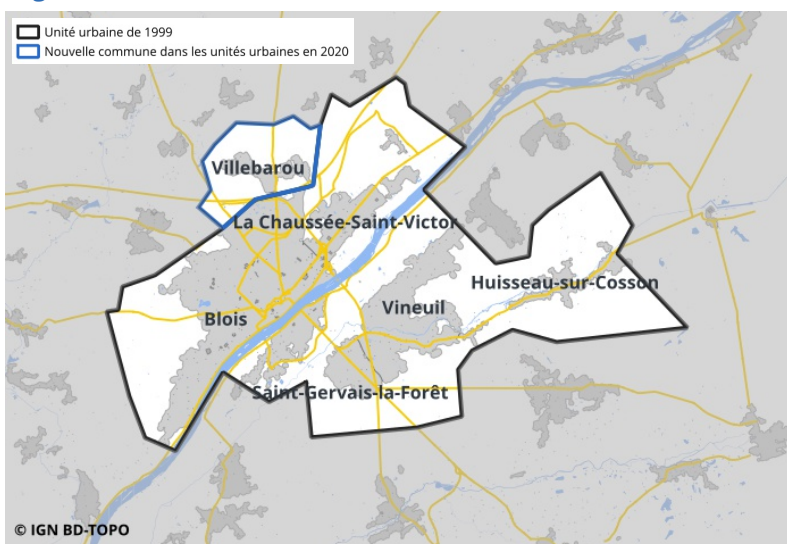 Unité urbaine de 1999
Nouvelle commune dans les unités urbaines en 2020
Villebarou
La Chaussée-Saint-Victor
Huisseau-sur-Cosson
Vineuil
Blois
Saint-Gervais-la-Forêt
© IGN BD-TOPO